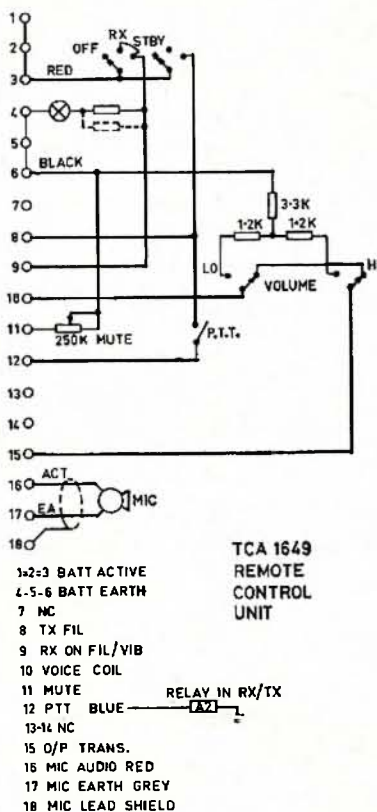 1
2
3
OFF
RX
STBY
RED
4
5
BLACK
6
7
3·3K
1·2K
1·2K
8
9
LO
VOLUME
H
10
11
250K MUTE
P.T.T.
12
13
14
15
16
ACT
MIC
17
EA
18
TCA 1649
REMOTE
CONTROL
UNIT
1=2=3 BATT ACTIVE
4-5-6 BATT EARTH
7 NC
8 TX FIL
9 RX ON FIL/VIB
10 VOICE COIL
11 MUTE
RELAY IN RX/TX
12 PTT BLUE
A2
13-14 NC
15 O/P TRANS.
16 MIC AUDIO RED
17 MIC EARTH GREY
18 MIC LEAD SHIELD